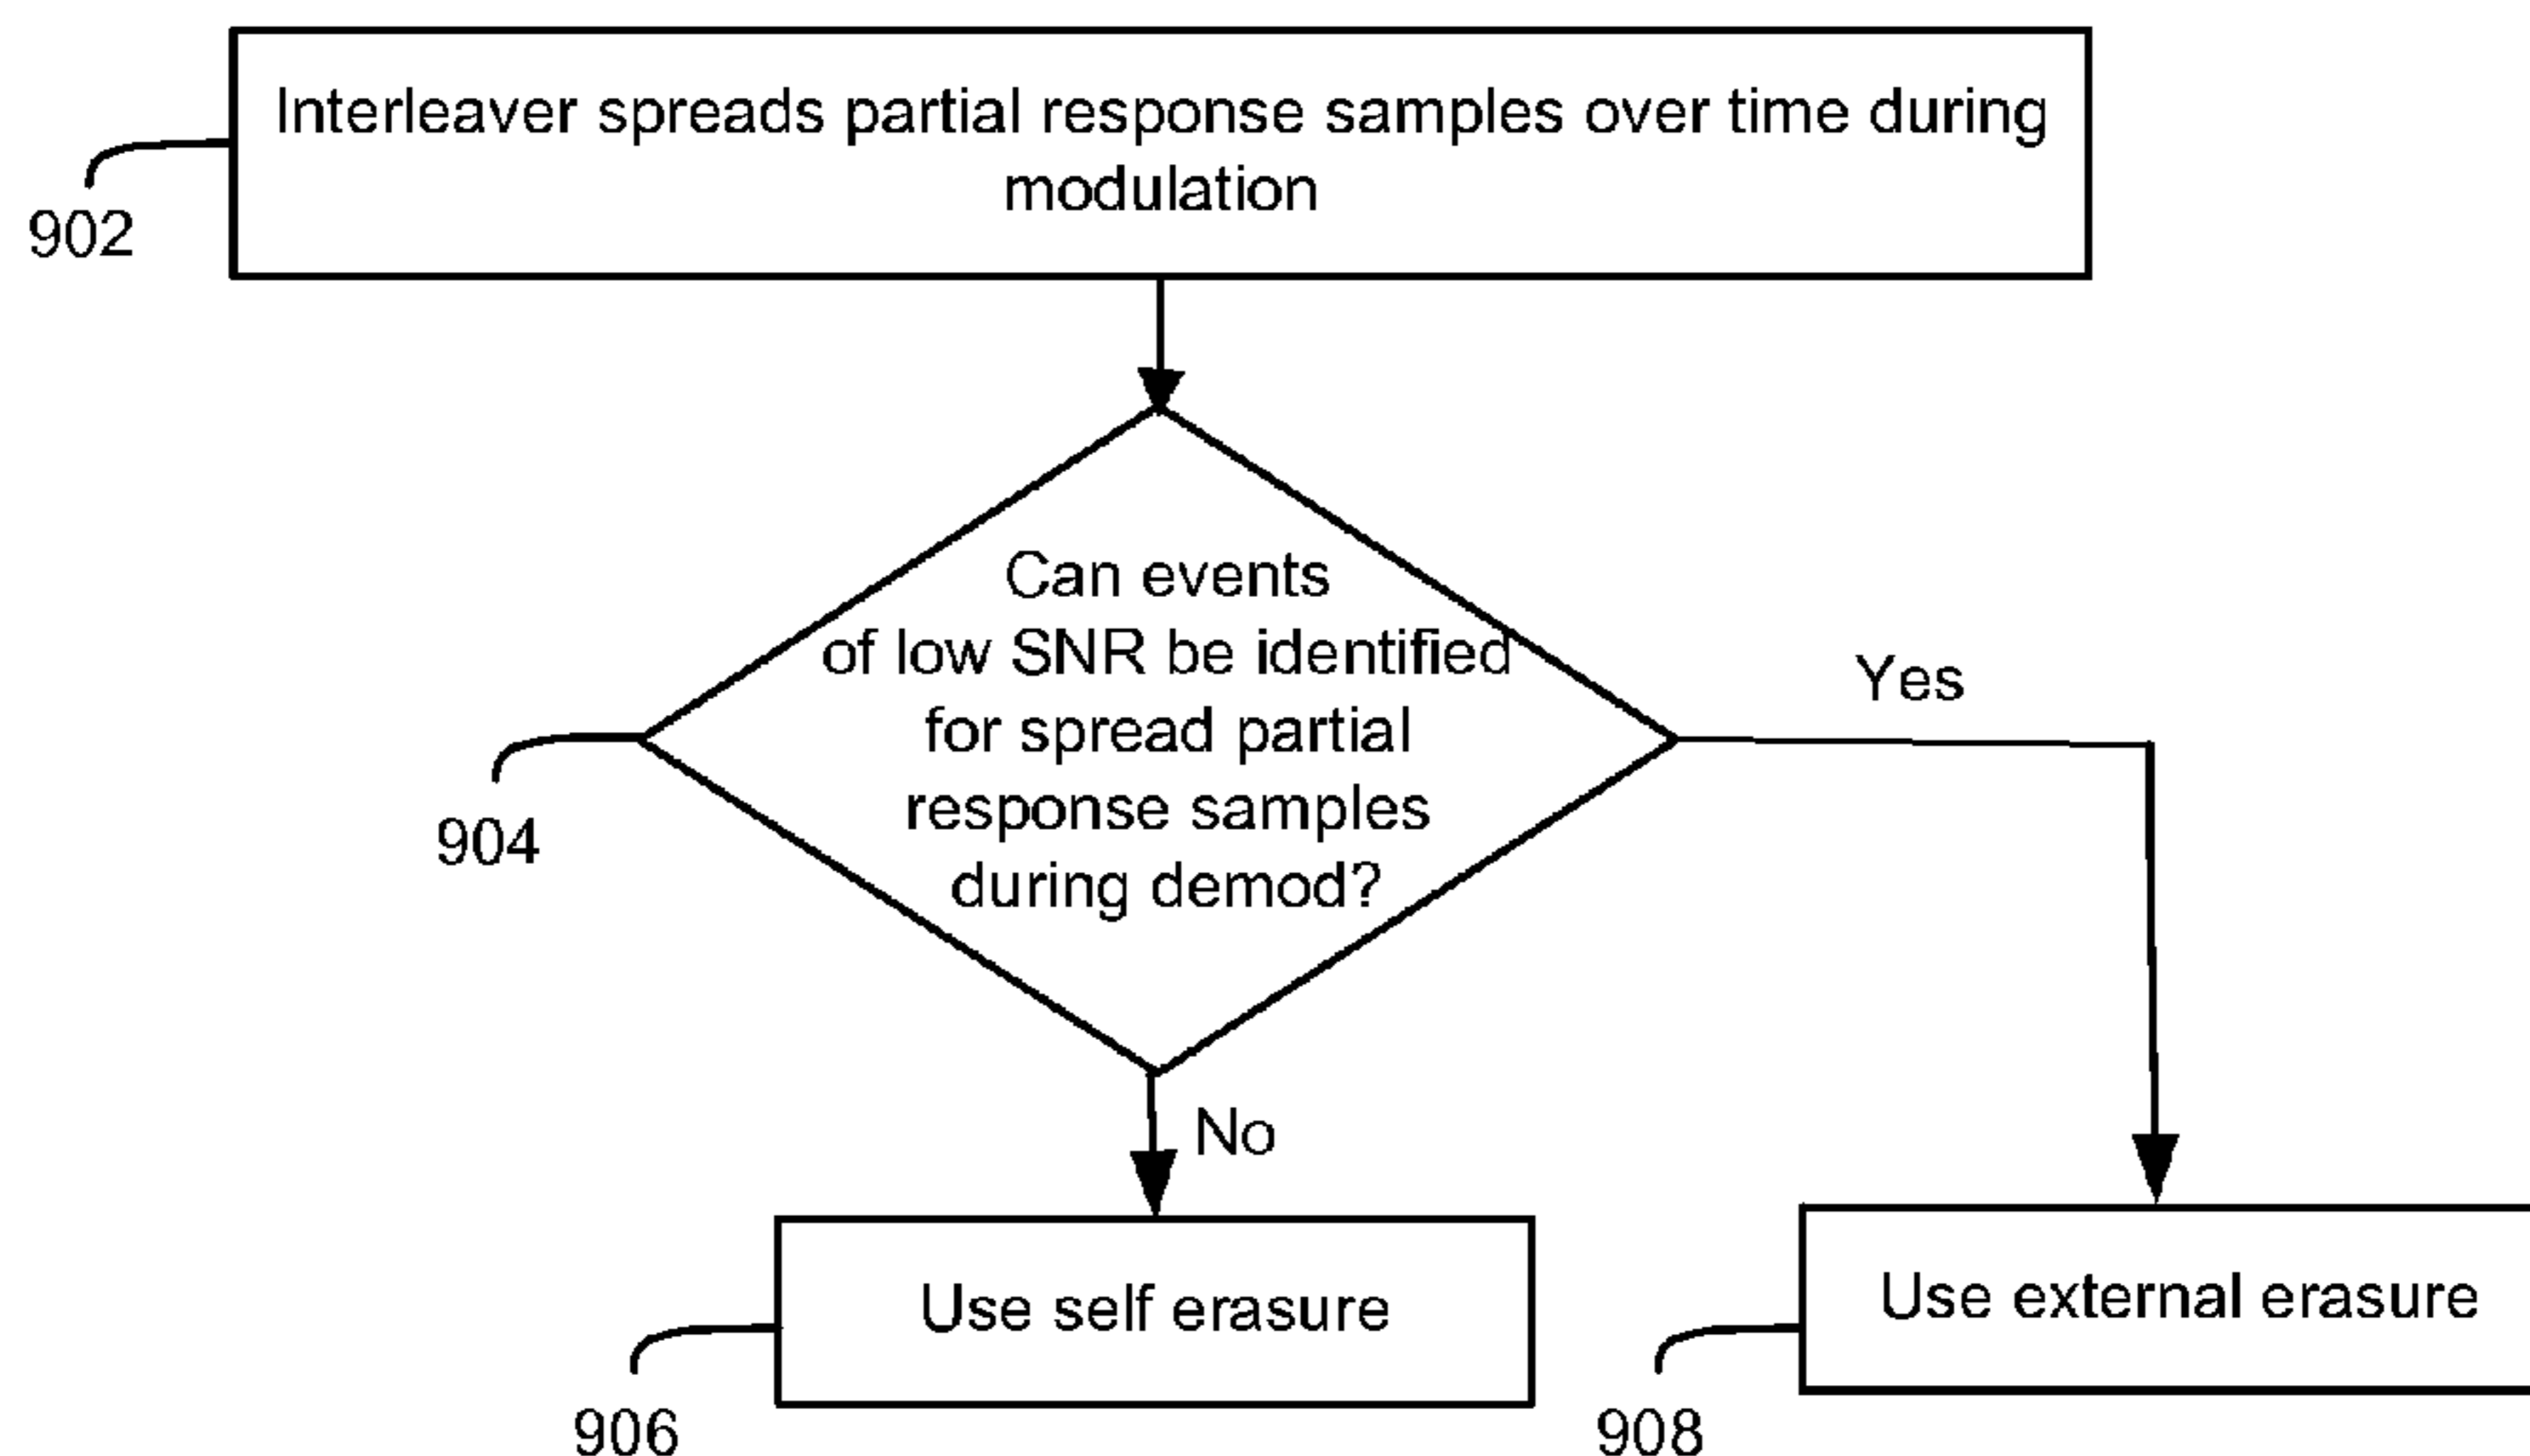 Interleaver spreads partial response samples over time during
modulation
902
Can events
of low SNR be identified
for spread partial
response samples
during demod?
Yes
904
No
Use self erasure
Use external erasure
906
908